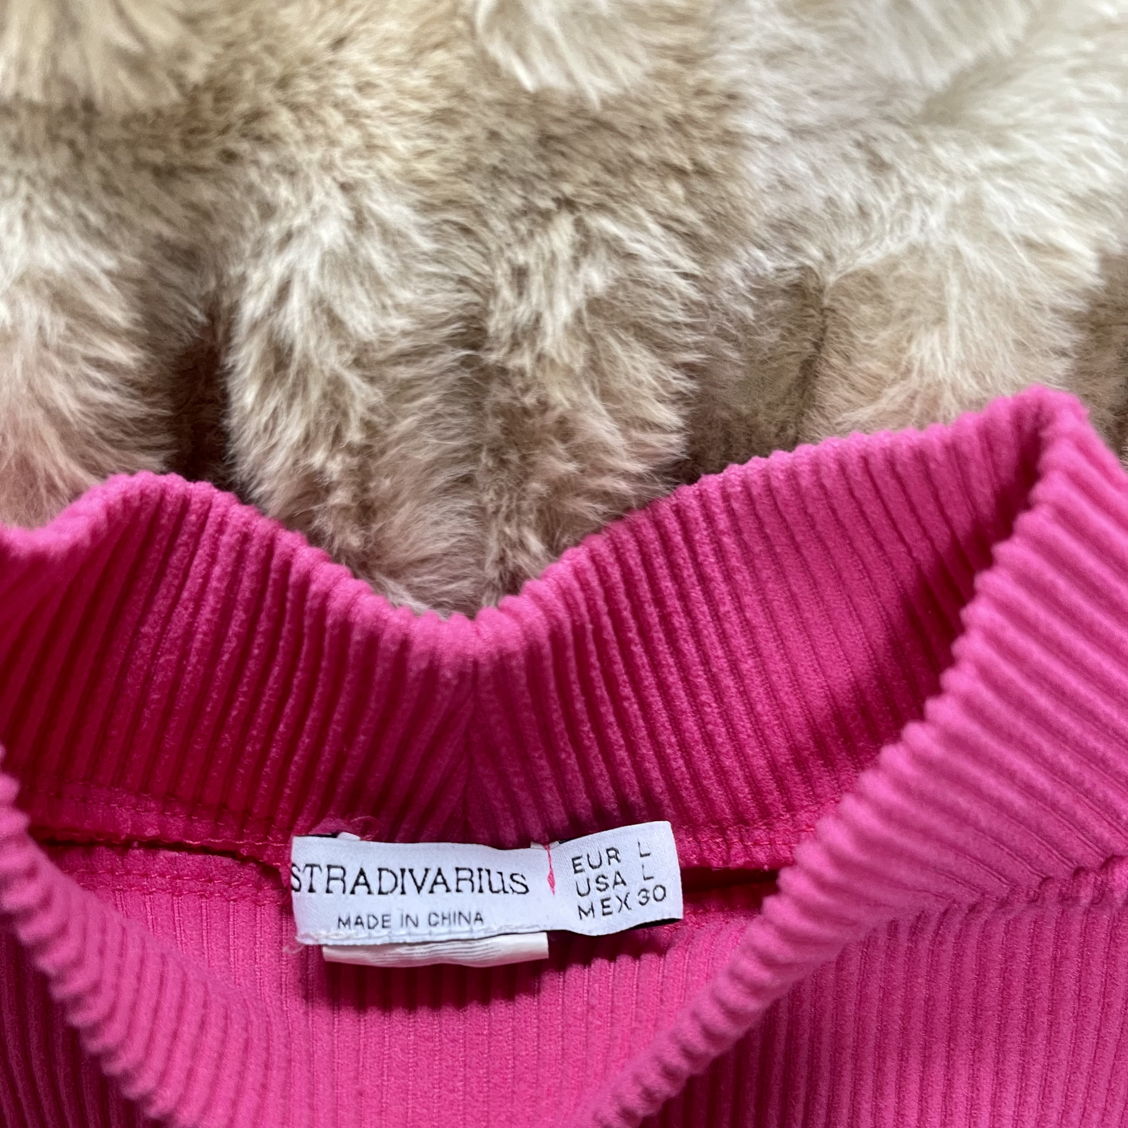 STRADIVARIUS
MADE IN CHINA
EUR L
USA L
MEX 30